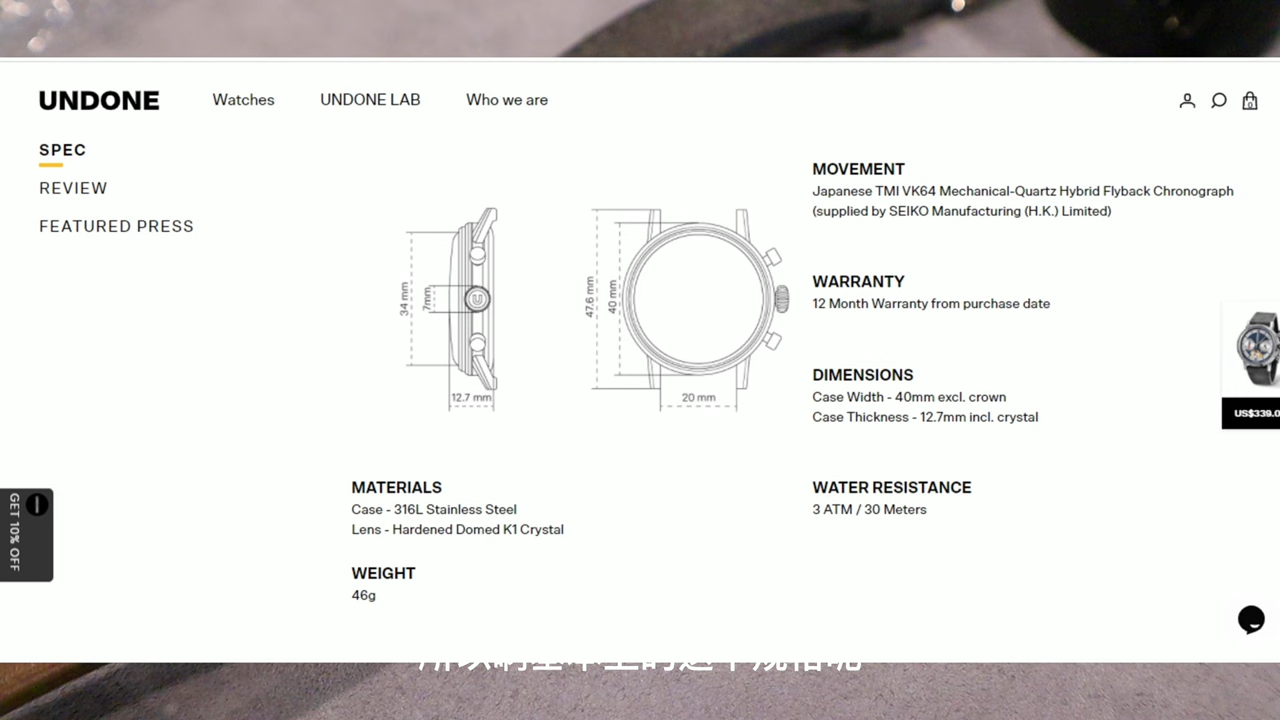 UNDONE
Watches
UNDONE LAB
Who we are
0
SPEC
REVIEW
FEATURED PRESS
34 mm
7mm
12.7 mm
47.6 mm
40 mm
20 mm
MOVEMENT
Japanese TMI VK64 Mechanical-Quartz Hybrid Flyback Chronograph
(supplied by SEIKO Manufacturing (H.K.) Limited)
WARRANTY
12 Month Warranty from purchase date
DIMENSIONS
Case Width - 40mm excl. crown
Case Thickness - 12.7mm incl. crystal
US$339.0
MATERIALS
Case - 316L Stainless Steel
Lens - Hardened Domed K1 Crystal
WATER RESISTANCE
3 ATM / 30 Meters
WEIGHT
46g
GET 10% OFF